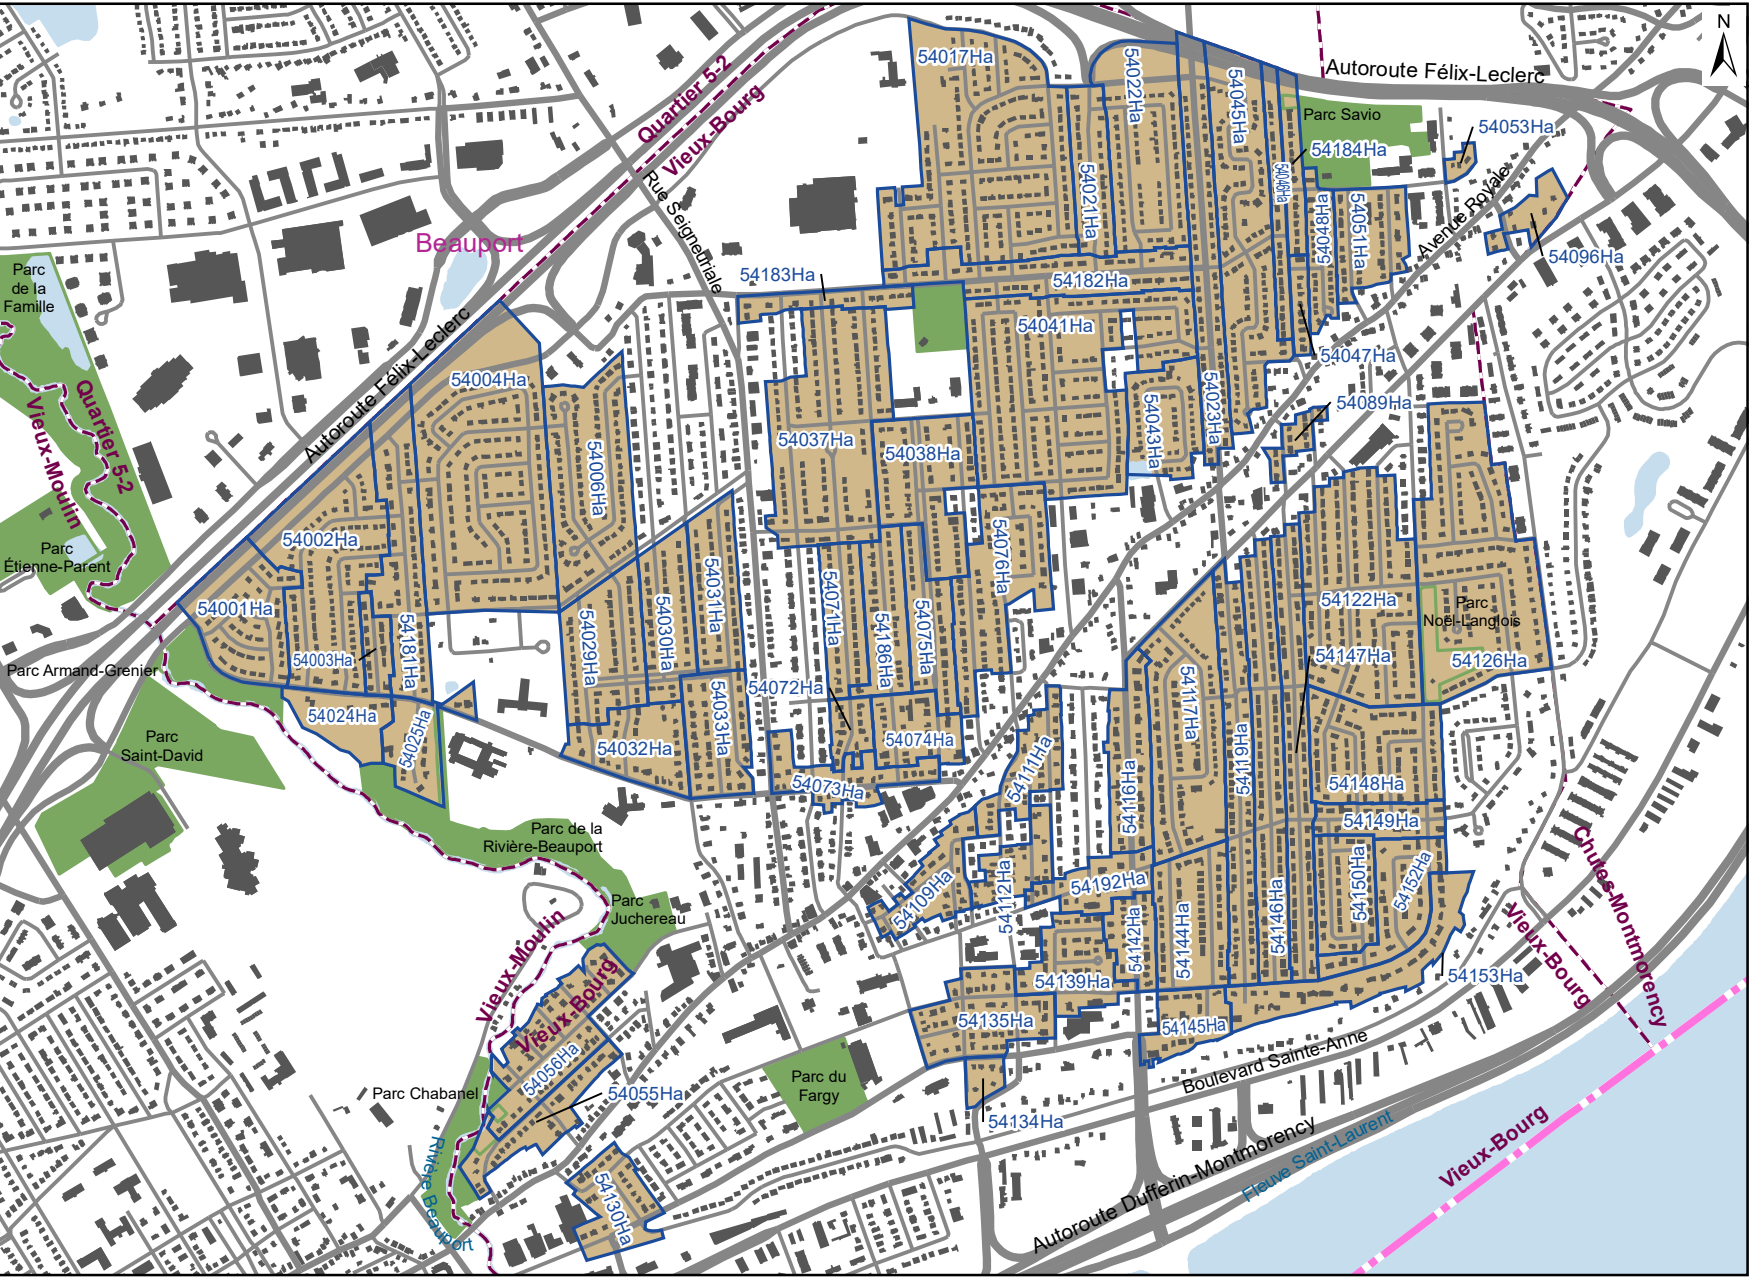 N
Autoroute Félix-Leclerc
54017Ha
54022Ha
54045Ha
Quartier 5-2
Vieux-Bourg
Parc Savio
54053Ha
54184Ha
54046Ha
54021Ha
54048Ha
54051Ha
Avenue Royale
54096Ha
Rue Seigneuriale
Beauport
Parc
de la
Famille
54183Ha
54182Ha
54041Ha
54047Ha
Autoroute Félix-Leclerc
54004Ha
54089Ha
54043Ha
54023Ha
Quartier 5-2
Vieux-Moulin
54006Ha
54037Ha
54038Ha
54002Ha
Parc
Étienne-Parent
54076Ha
54001Ha
54181Ha
54003Ha
54029Ha
54030Ha
54031Ha
54071Ha
54186Ha
54075Ha
54122Ha
Parc
Noël-Langlois
54126Ha
54147Ha
Parc Armand-Grenier
54024Ha
54025Ha
54072Ha
54033Ha
54117Ha
54032Ha
54074Ha
54073Ha
54111Ha
54116Ha
54119Ha
54148Ha
54149Ha
Parc
Saint-David
Parc de la
Rivière-Beauport
54150Ha
54152Ha
Chutes-Montmorency
Vieux-Bourg
54109Ha
54112Ha
54192Ha
54142Ha
54144Ha
54146Ha
Parc
Juchereau
Vieux-Moulin
Vieux-Bourg
54139Ha
54153Ha
54135Ha
54145Ha
54056Ha
54055Ha
Parc Chabanel
Parc du
Fargy
54134Ha
Boulevard Sainte-Anne
Rivière Beauport
54130Ha
Autoroute Dufferin-Montmorency
Fleuve Saint-Laurent
Vieux-Bourg